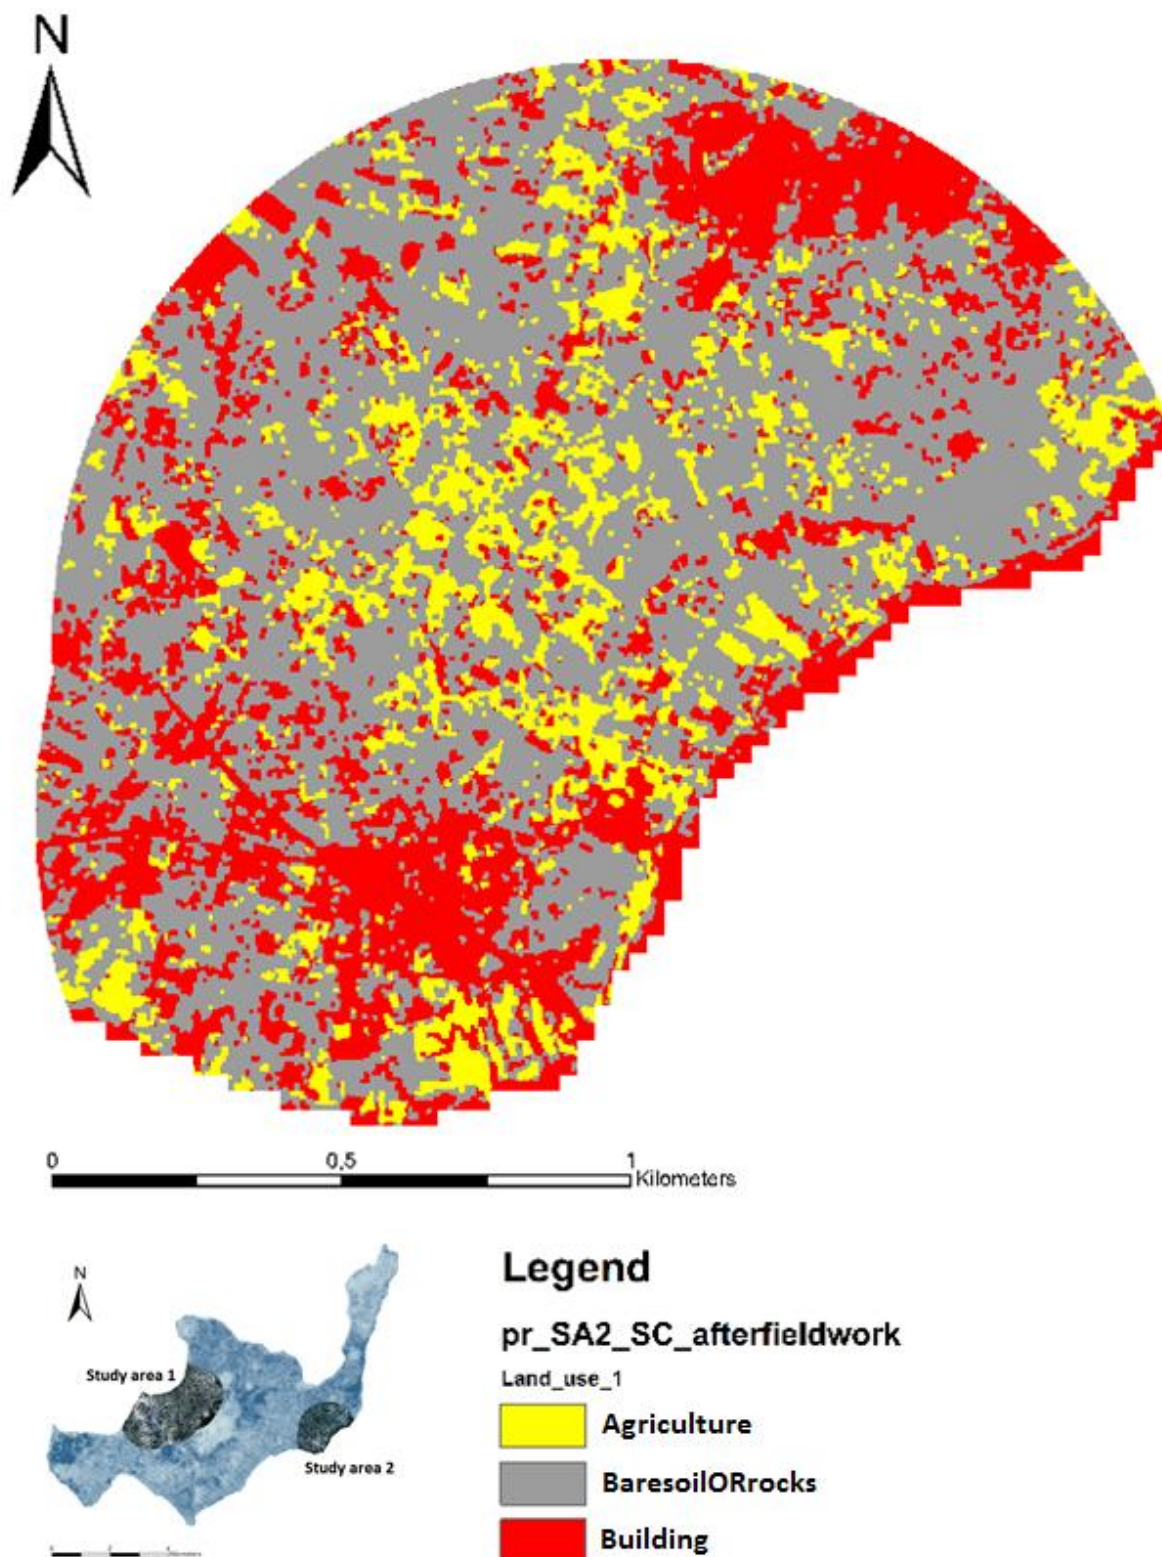 N
0 0,5 1
Kilometers
N
Study area 1
Study area 2
Legend
pr_SA2_SC_afterfieldwork
Land_use_1
Agriculture
BaresoilORrocks
Building